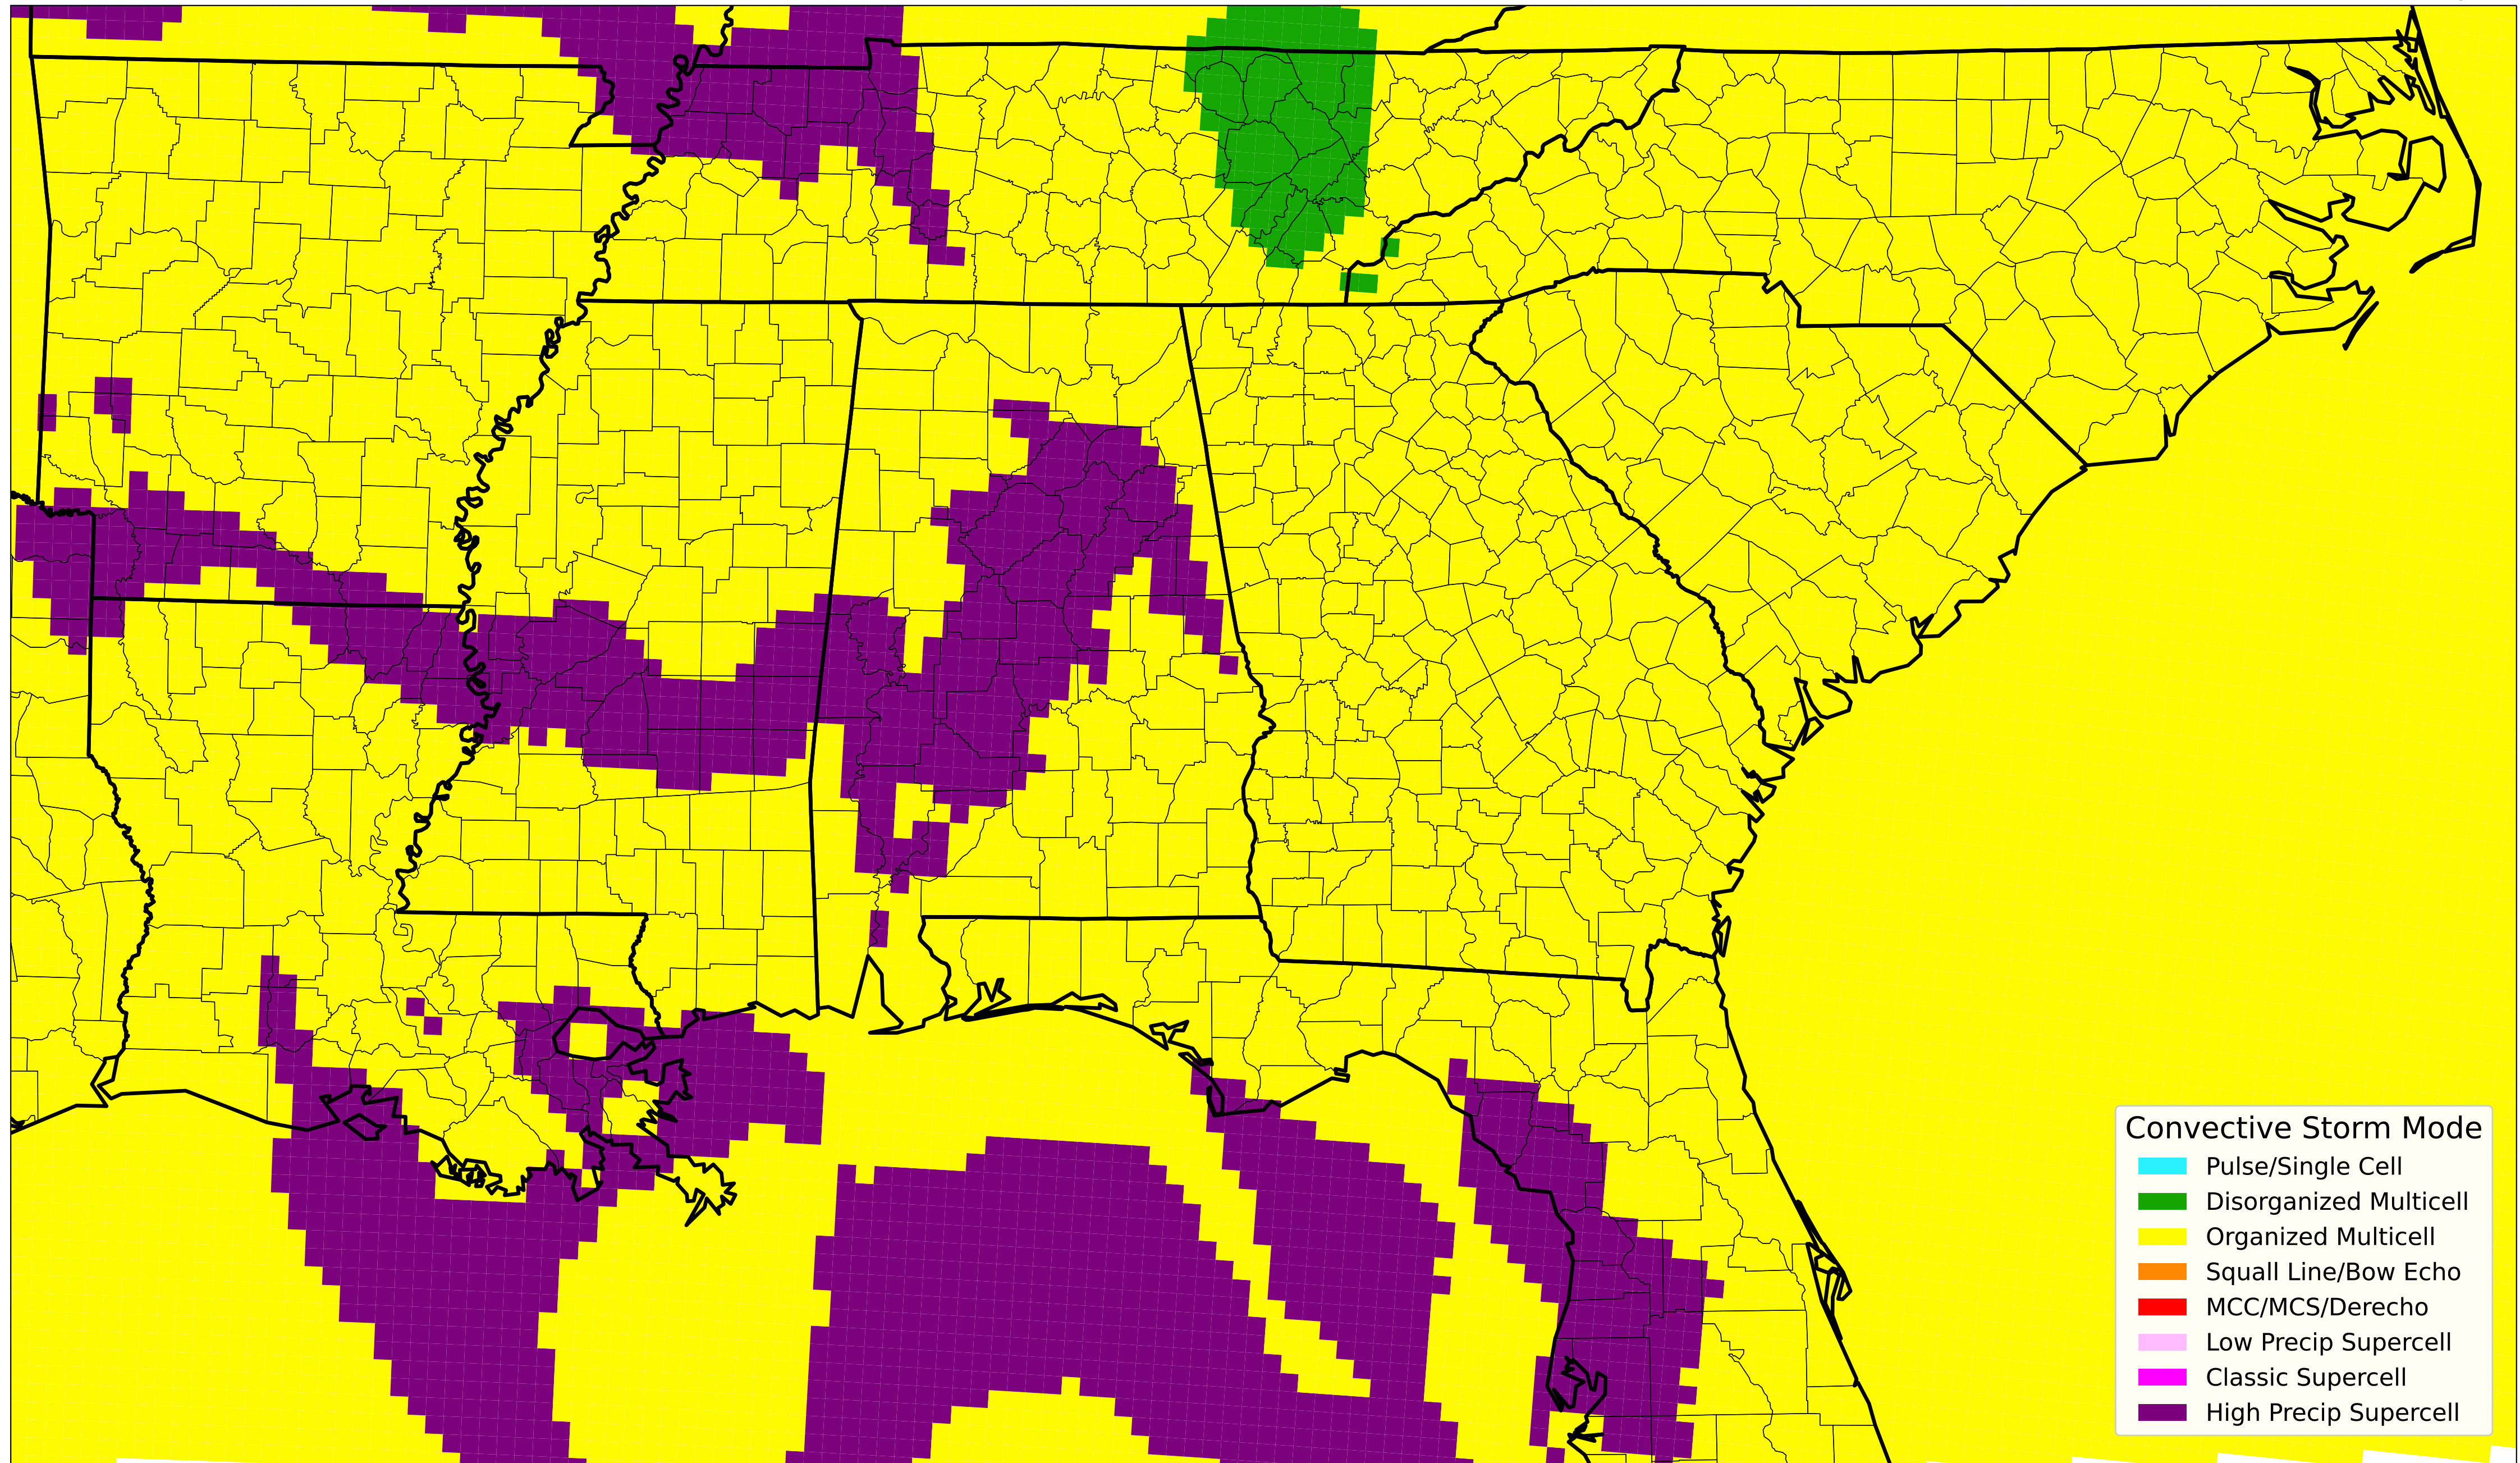 Convective Storm Mode
Pulse/Single Cell
Disorganized Multicell
Organized Multicell
Squall Line/Bow Echo
MCC/MCS/Derecho
Low Precip Supercell
Classic Supercell
High Precip Supercell